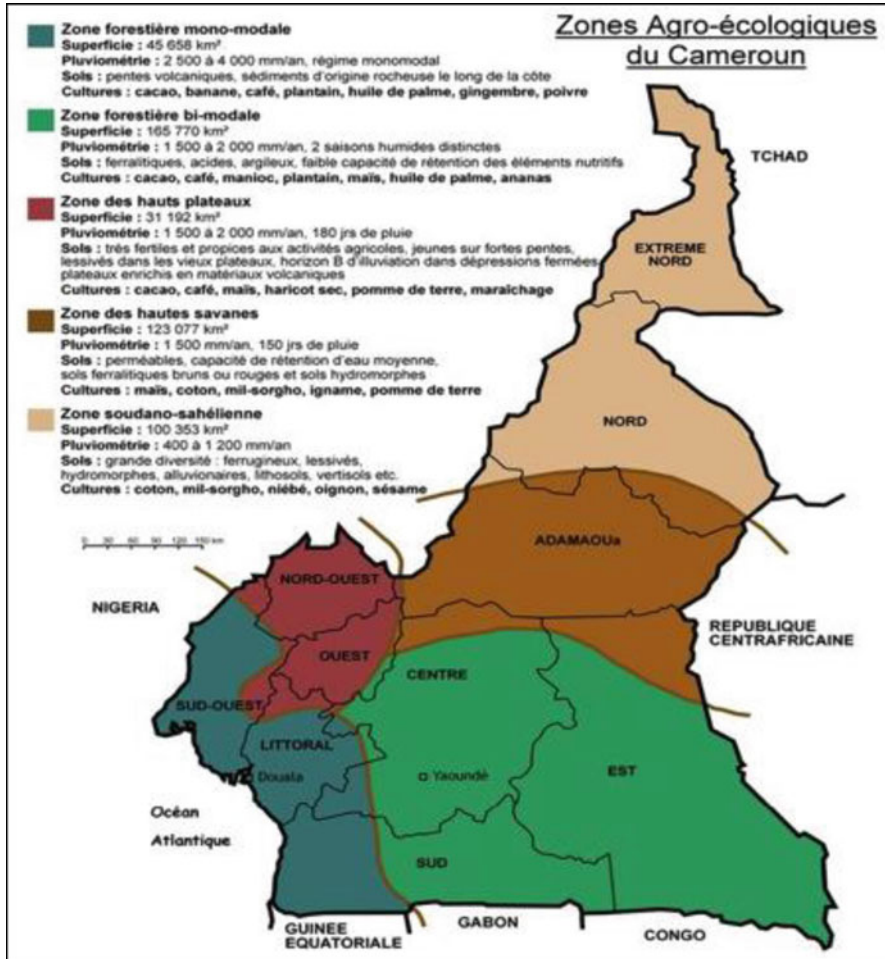 Zones Agro-écologiques
du Cameroun
Zone forestière mono-modale
Superficie : 45 658 km²
Pluviométrie : 2 500 à 4 000 mm/an, régime monomodal
Sols : pentes volcaniques, sédiments d'origine rocheuse le long de la côte
Cultures : cacao, banane, café, plantain, huile de palme, gingembre, poivre
Zone forestière bi-modale
Superficie : 165 770 km²
Pluviométrie : 1 500 à 2 000 mm/an, 2 saisons humides distinctes
Sols : ferralitiques, acides, argileux, faible capacité de rétention des éléments nutritifs
Cultures : cacao, café, manioc, plantain, maïs, huile de palme, ananas
Zone des hauts plateaux
Superficie : 31 192 km²
Pluviométrie : 1 500 à 2 000 mm/an, 180 jrs de pluie
Sols : trés fertiles et propices aux activités agricoles, jeunes sur fortes pentes,
lessivés dans les vieux plateaux, horizon B d'illuviation dans dépressions fermées,
plateaux enrichis en matériaux volcaniques
Cultures : cacao, café, maïs, haricot sec, pomme de terre, maraîchage
Zone des hautes savanes
Superficie : 123 077 km²
Pluviométrie : 1 500 mm/an, 150 jrs de pluie
Sols : perméables, capacité de rétention d'eau moyenne,
sols ferralitiques bruns ou rouges et sols hydromorphes
Cultures : maïs, coton, mil-sorgho, igname, pomme de terre
Zone soudano-sahélienne
Superficie : 100 353 km²
Pluviométrie : 400 à 1 200 mm/an
Sols : grande diversité : ferrugineux, lessivés,
hydromorphes, alluvionaires, lithosols, vertisols etc.
Cultures : coton, mil-sorgho, niébé, oignon, sésame
0 30 60 90 120 150 km
TCHAD
EXTREME
NORD
NORD
ADAMAOUa
NORD-OUEST
NIGERIA
OUEST
REPUBLIQUE
CENTRAFRICAINE
CENTRE
SUD-OUEST
LITTORAL
Douala
Yaoundè
EST
Océan
Atlantique
SUD
GUINEE
EQUATORIALE
GABON
CONGO